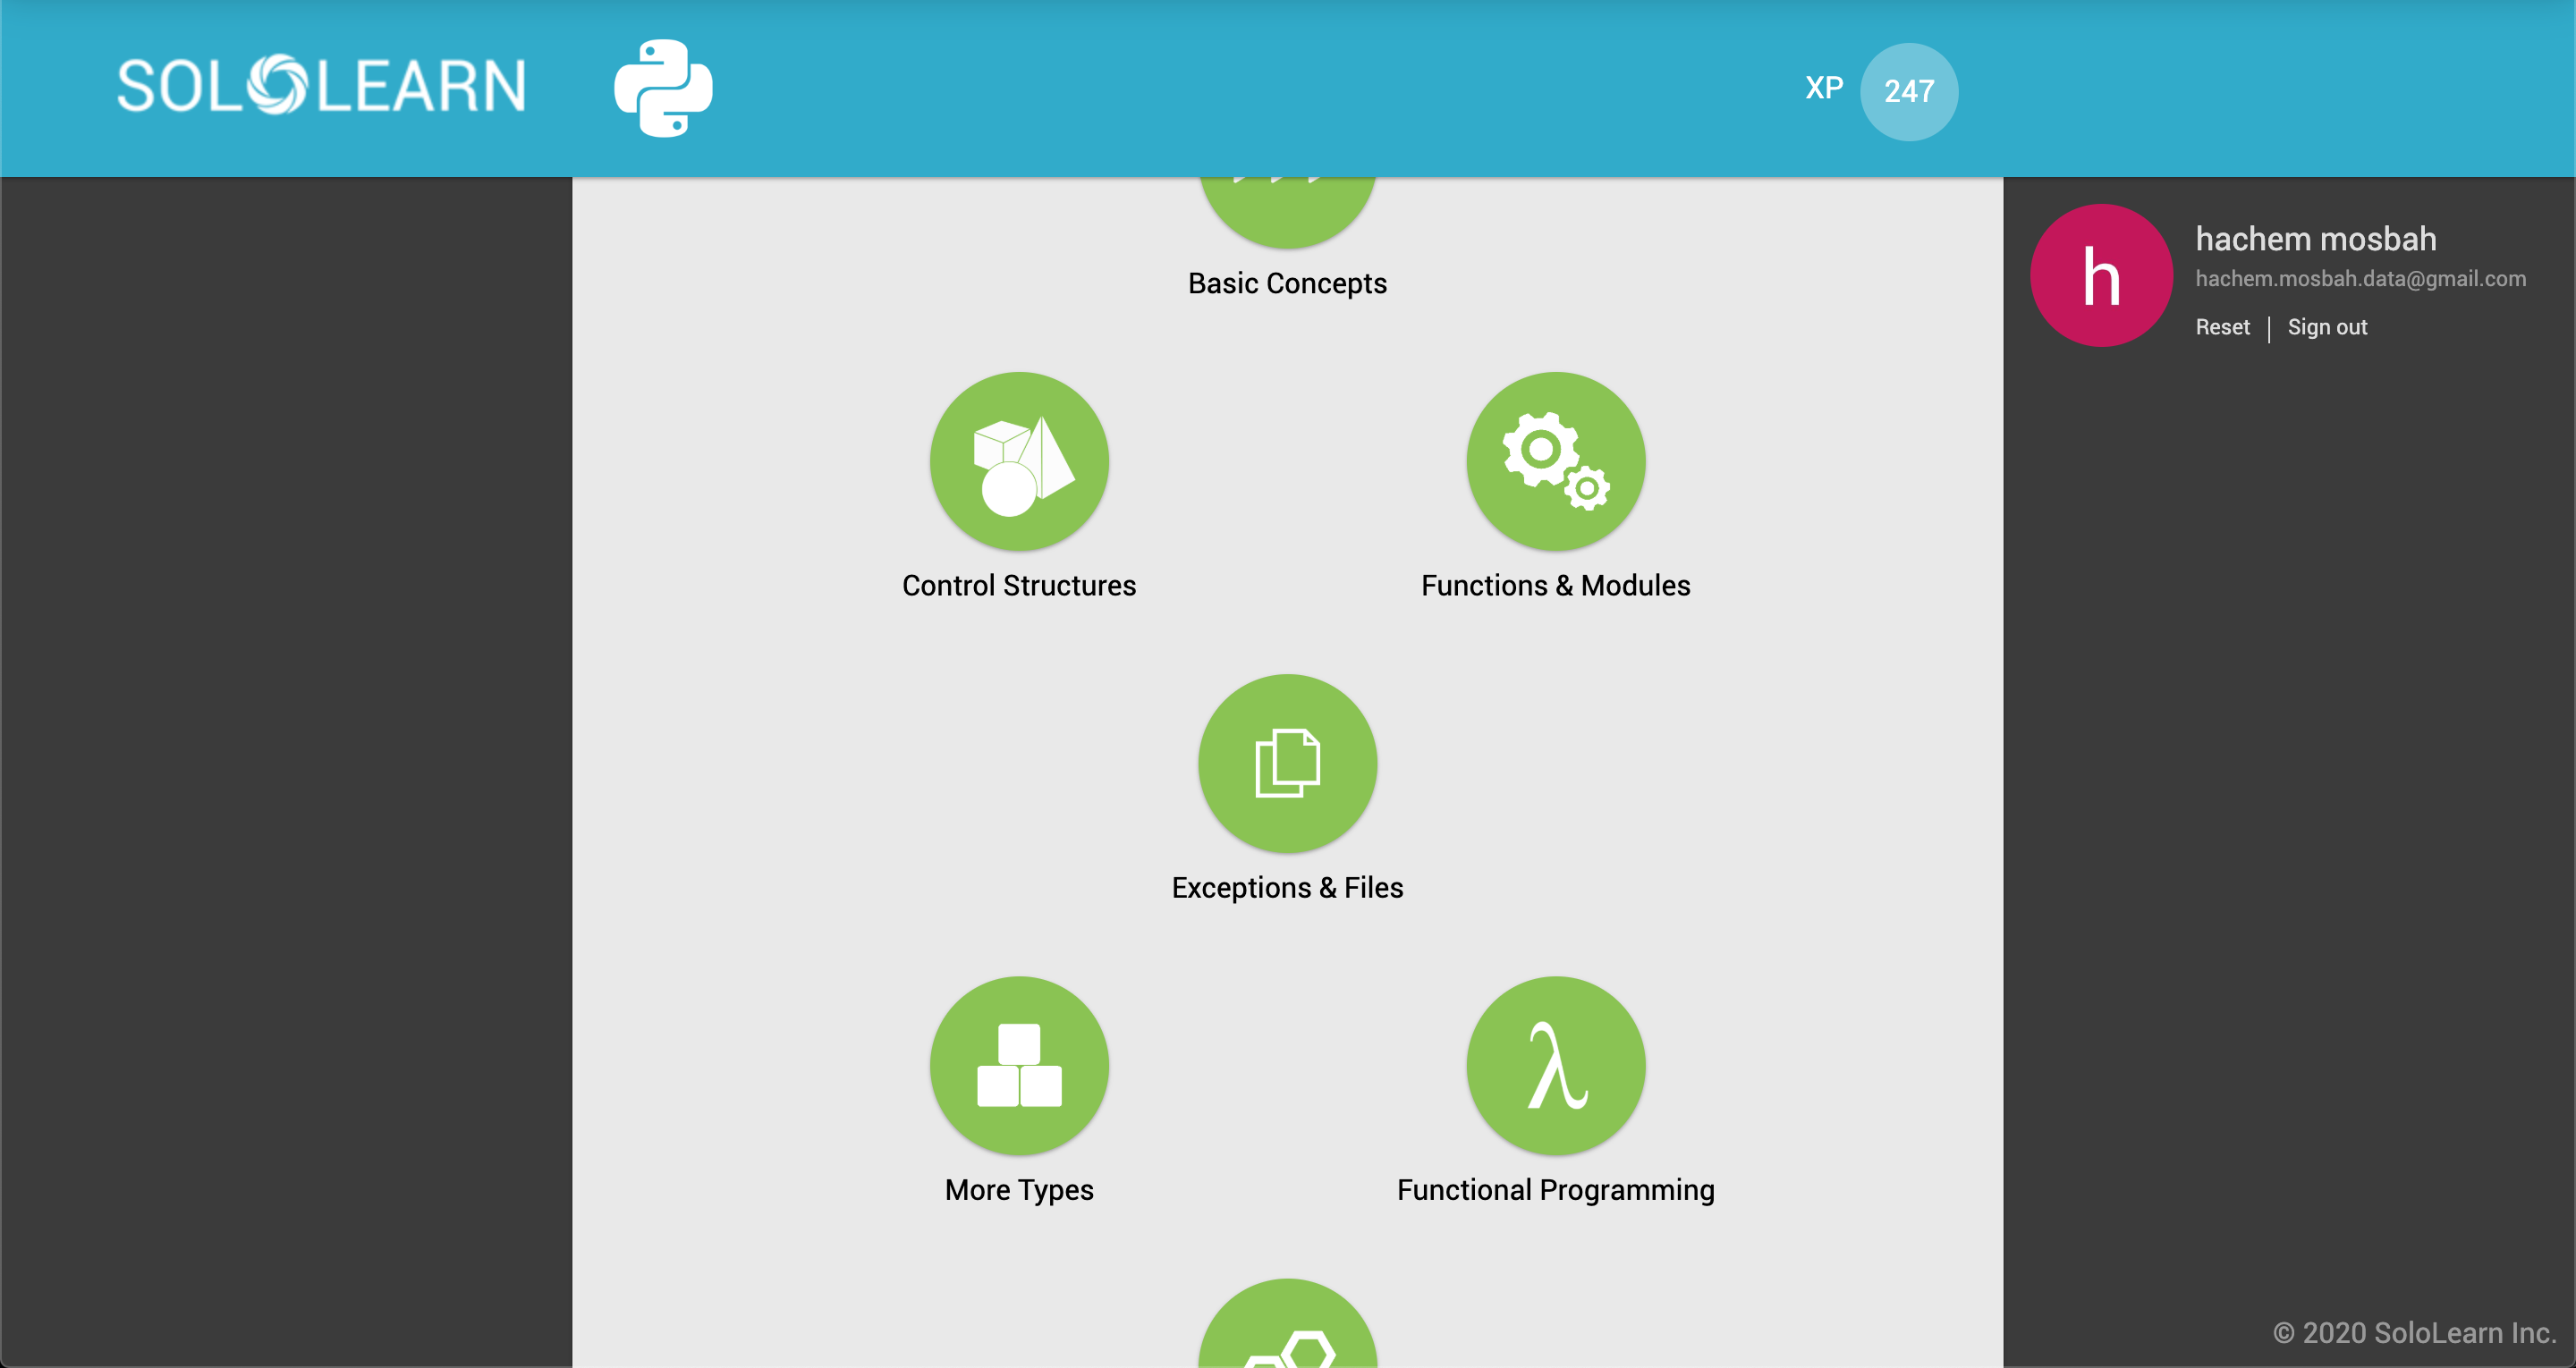 SOLOLEARN
XP 247
Basic Concepts
hachem mosbah
hachem.mosbah.data@gmail.com
Reset | Sign out
h
Control Structures
Functions & Modules
Exceptions & Files
λ
More Types
Functional Programming
© 2020 SoloLearn Inc.